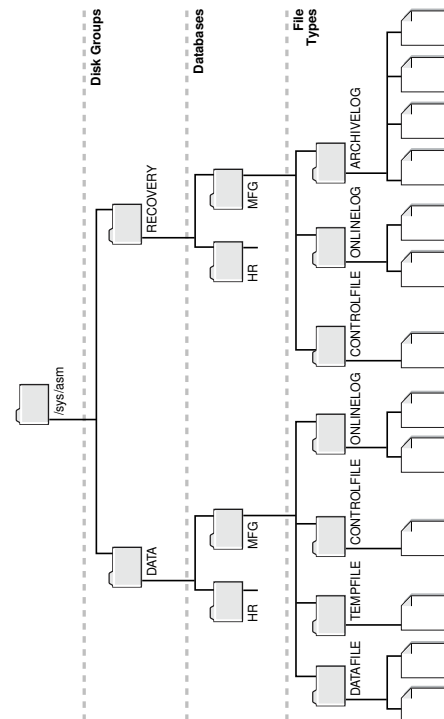 /sys/asm
Disk Groups
DATA
RECOVERY
Databases
HR
MFG
HR
MFG
File
Types
DATAFILE
TEMPFILE
CONTROLFILE
ONLINELOG
CONTROLFILE
ONLINELOG
ARCHIVELOG